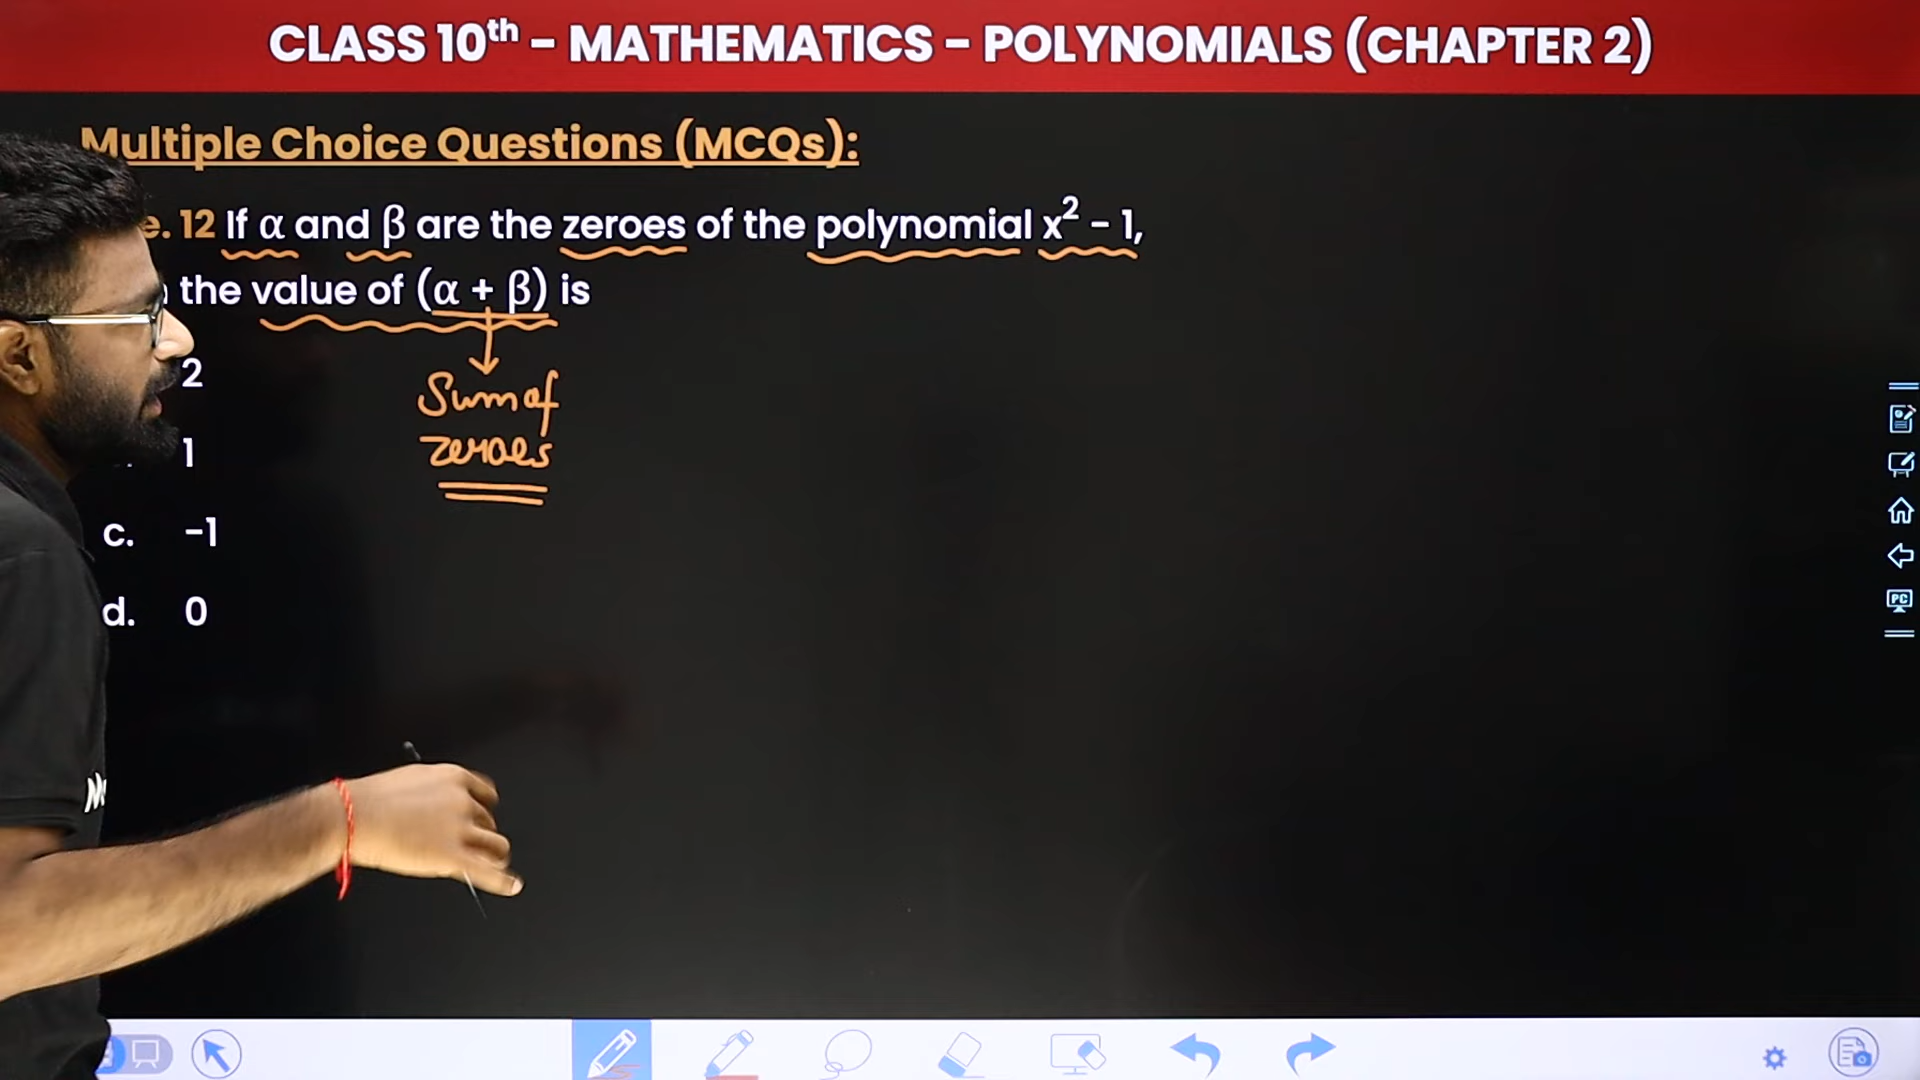 CLASS 10th - MATHEMATICS - POLYNOMIALS (CHAPTER 2)
Multiple Choice Questions (MCQs):
e. 12 If α and β are the zeroes of the polynomial x² - 1,
the value of (α + β) is
2
Sum of
zeroes
1
c. -1
d. 0
PC